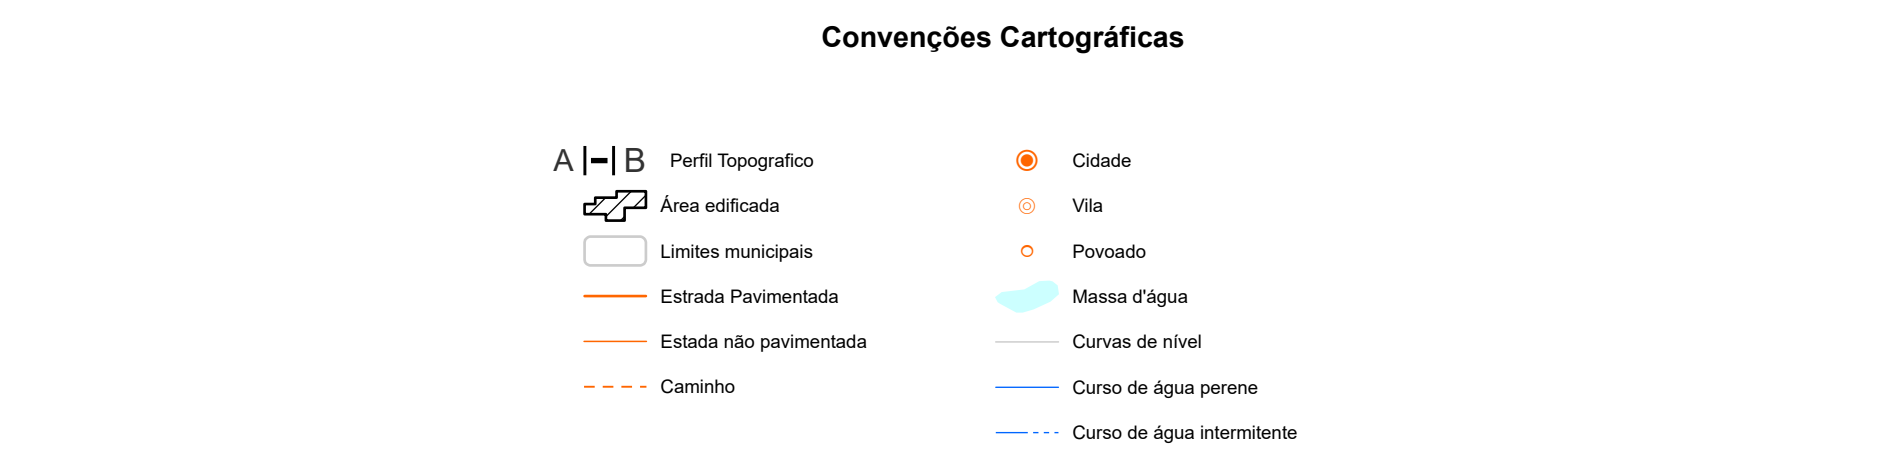 Convenções Cartográficas
A B Perfil Topografico
Área edificada
Limites municipais
Estrada Pavimentada
Estada não pavimentada
Caminho
Cidade
Vila
Povoado
Massa d'água
Curvas de nível
Curso de água perene
Curso de água intermitente